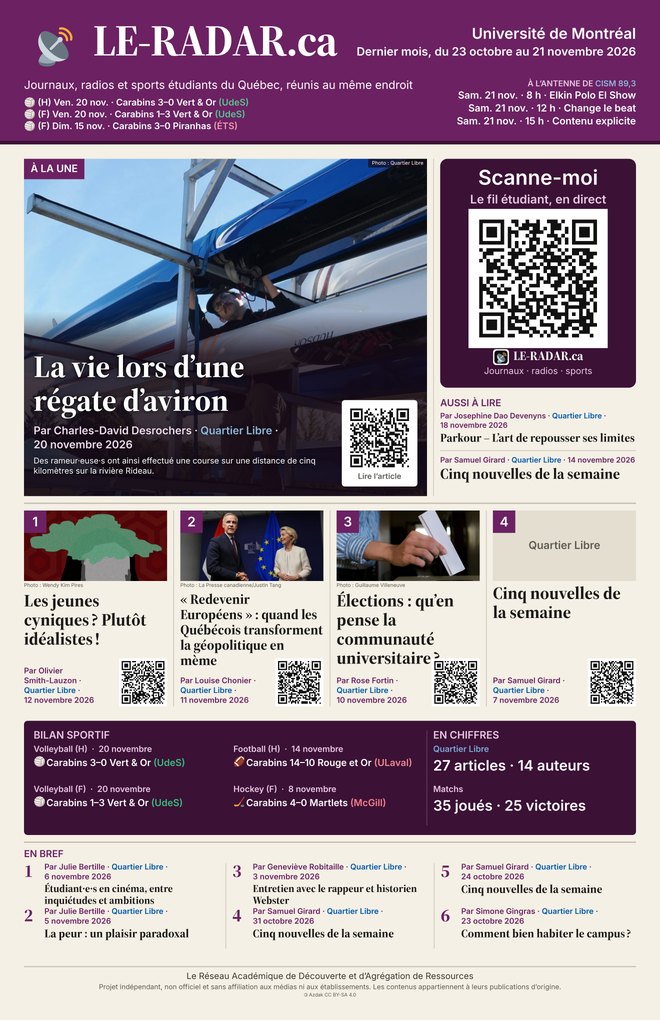 LE-RADAR.ca
Université de Montréal
Dernier mois, du 23 octobre au 21 novembre 2026
Journaux, radios et sports étudiants du Québec, réunis au même endroit
(H) Ven. 20 nov. · Carabins 3–0 Vert & Or (UdeS)
(F) Ven. 20 nov. · Carabins 1–3 Vert & Or (UdeS)
(F) Dim. 15 nov. · Carabins 3–0 Piranhas (ÉTS)
À L'ANTENNE DE CISM 89,3
Sam. 21 nov. · 8 h · Elkin Polo El Show
Sam. 21 nov. · 12 h · Change le beat
Sam. 21 nov. · 15 h · Contenu explicite
À LA UNE
Photo : Quartier Libre
La vie lors d'une
régate d'aviron
Par Charles-David Desrochers · Quartier Libre ·
20 novembre 2026
Des rameur·euse·s ont ainsi effectué une course sur une distance de cinq
kilomètres sur la rivière Rideau.
Lire l'article
Scanne-moi
Le fil étudiant, en direct
LE-RADAR.ca
Journaux · radios · sports
AUSSI À LIRE
Par Josephine Dao Devenyns · Quartier Libre ·
18 novembre 2026
Parkour – L'art de repousser ses limites
Par Samuel Girard · Quartier Libre · 14 novembre 2026
Cinq nouvelles de la semaine
1
Photo : Wendy Kim Pires
Les jeunes
cyniques ? Plutôt
idéalistes !
Par Olivier
Smith-Lauzon ·
Quartier Libre ·
12 novembre 2026
2
Photo : La Presse canadienne/Justin Tang
« Redevenir
Européens » : quand les
Québécois transforment
la géopolitique en
mème
Par Louise Chonier ·
Quartier Libre ·
11 novembre 2026
3
Photo : Guillaume Villeneuve
Élections : qu'en
pense la
communauté
universitaire ?
Par Rose Fortin ·
Quartier Libre ·
10 novembre 2026
4
Quartier Libre
Cinq nouvelles de
la semaine
Par Samuel Girard ·
Quartier Libre ·
7 novembre 2026
BILAN SPORTIF
Volleyball (H) · 20 novembre
Carabins 3–0 Vert & Or (UdeS)
Football (H) · 14 novembre
Carabins 14–10 Rouge et Or (ULaval)
Volleyball (F) · 20 novembre
Carabins 1–3 Vert & Or (UdeS)
Hockey (F) · 8 novembre
Carabins 4–0 Martlets (McGill)
EN CHIFFRES
Quartier Libre
27 articles · 14 auteurs
Matchs
35 joués · 25 victoires
EN BREF
1
Par Julie Bertille · Quartier Libre ·
6 novembre 2026
Étudiant·e·s en cinéma, entre
inquiétudes et ambitions
2
Par Julie Bertille · Quartier Libre ·
5 novembre 2026
La peur : un plaisir paradoxal
3
Par Geneviève Robitaille · Quartier Libre ·
3 novembre 2026
Entretien avec le rappeur et historien
Webster
4
Par Samuel Girard · Quartier Libre ·
31 octobre 2026
Cinq nouvelles de la semaine
5
Par Samuel Girard · Quartier Libre ·
24 octobre 2026
Cinq nouvelles de la semaine
6
Par Simone Gingras · Quartier Libre ·
23 octobre 2026
Comment bien habiter le campus ?
Le Réseau Académique de Découverte et d'Agrégation de Ressources
Projet indépendant, non officiel et sans affiliation aux médias ni aux établissements. Les contenus appartiennent à leurs publications d'origine.
© Azdak CC BY-SA 4.0